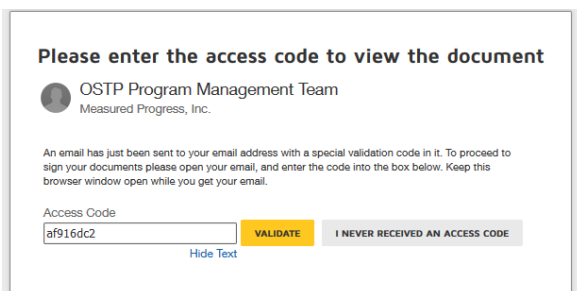 Please enter the access code to view the document
OSTP Program Management Team
Measured Progress, Inc.
An email has just been sent to your email address with a special validation code in it. To proceed to
sign your documents please open your email, and enter the code into the box below. Keep this
browser window open while you get your email.
Access Code
af916dc2
VALIDATE
I NEVER RECEIVED AN ACCESS CODE
Hide Text